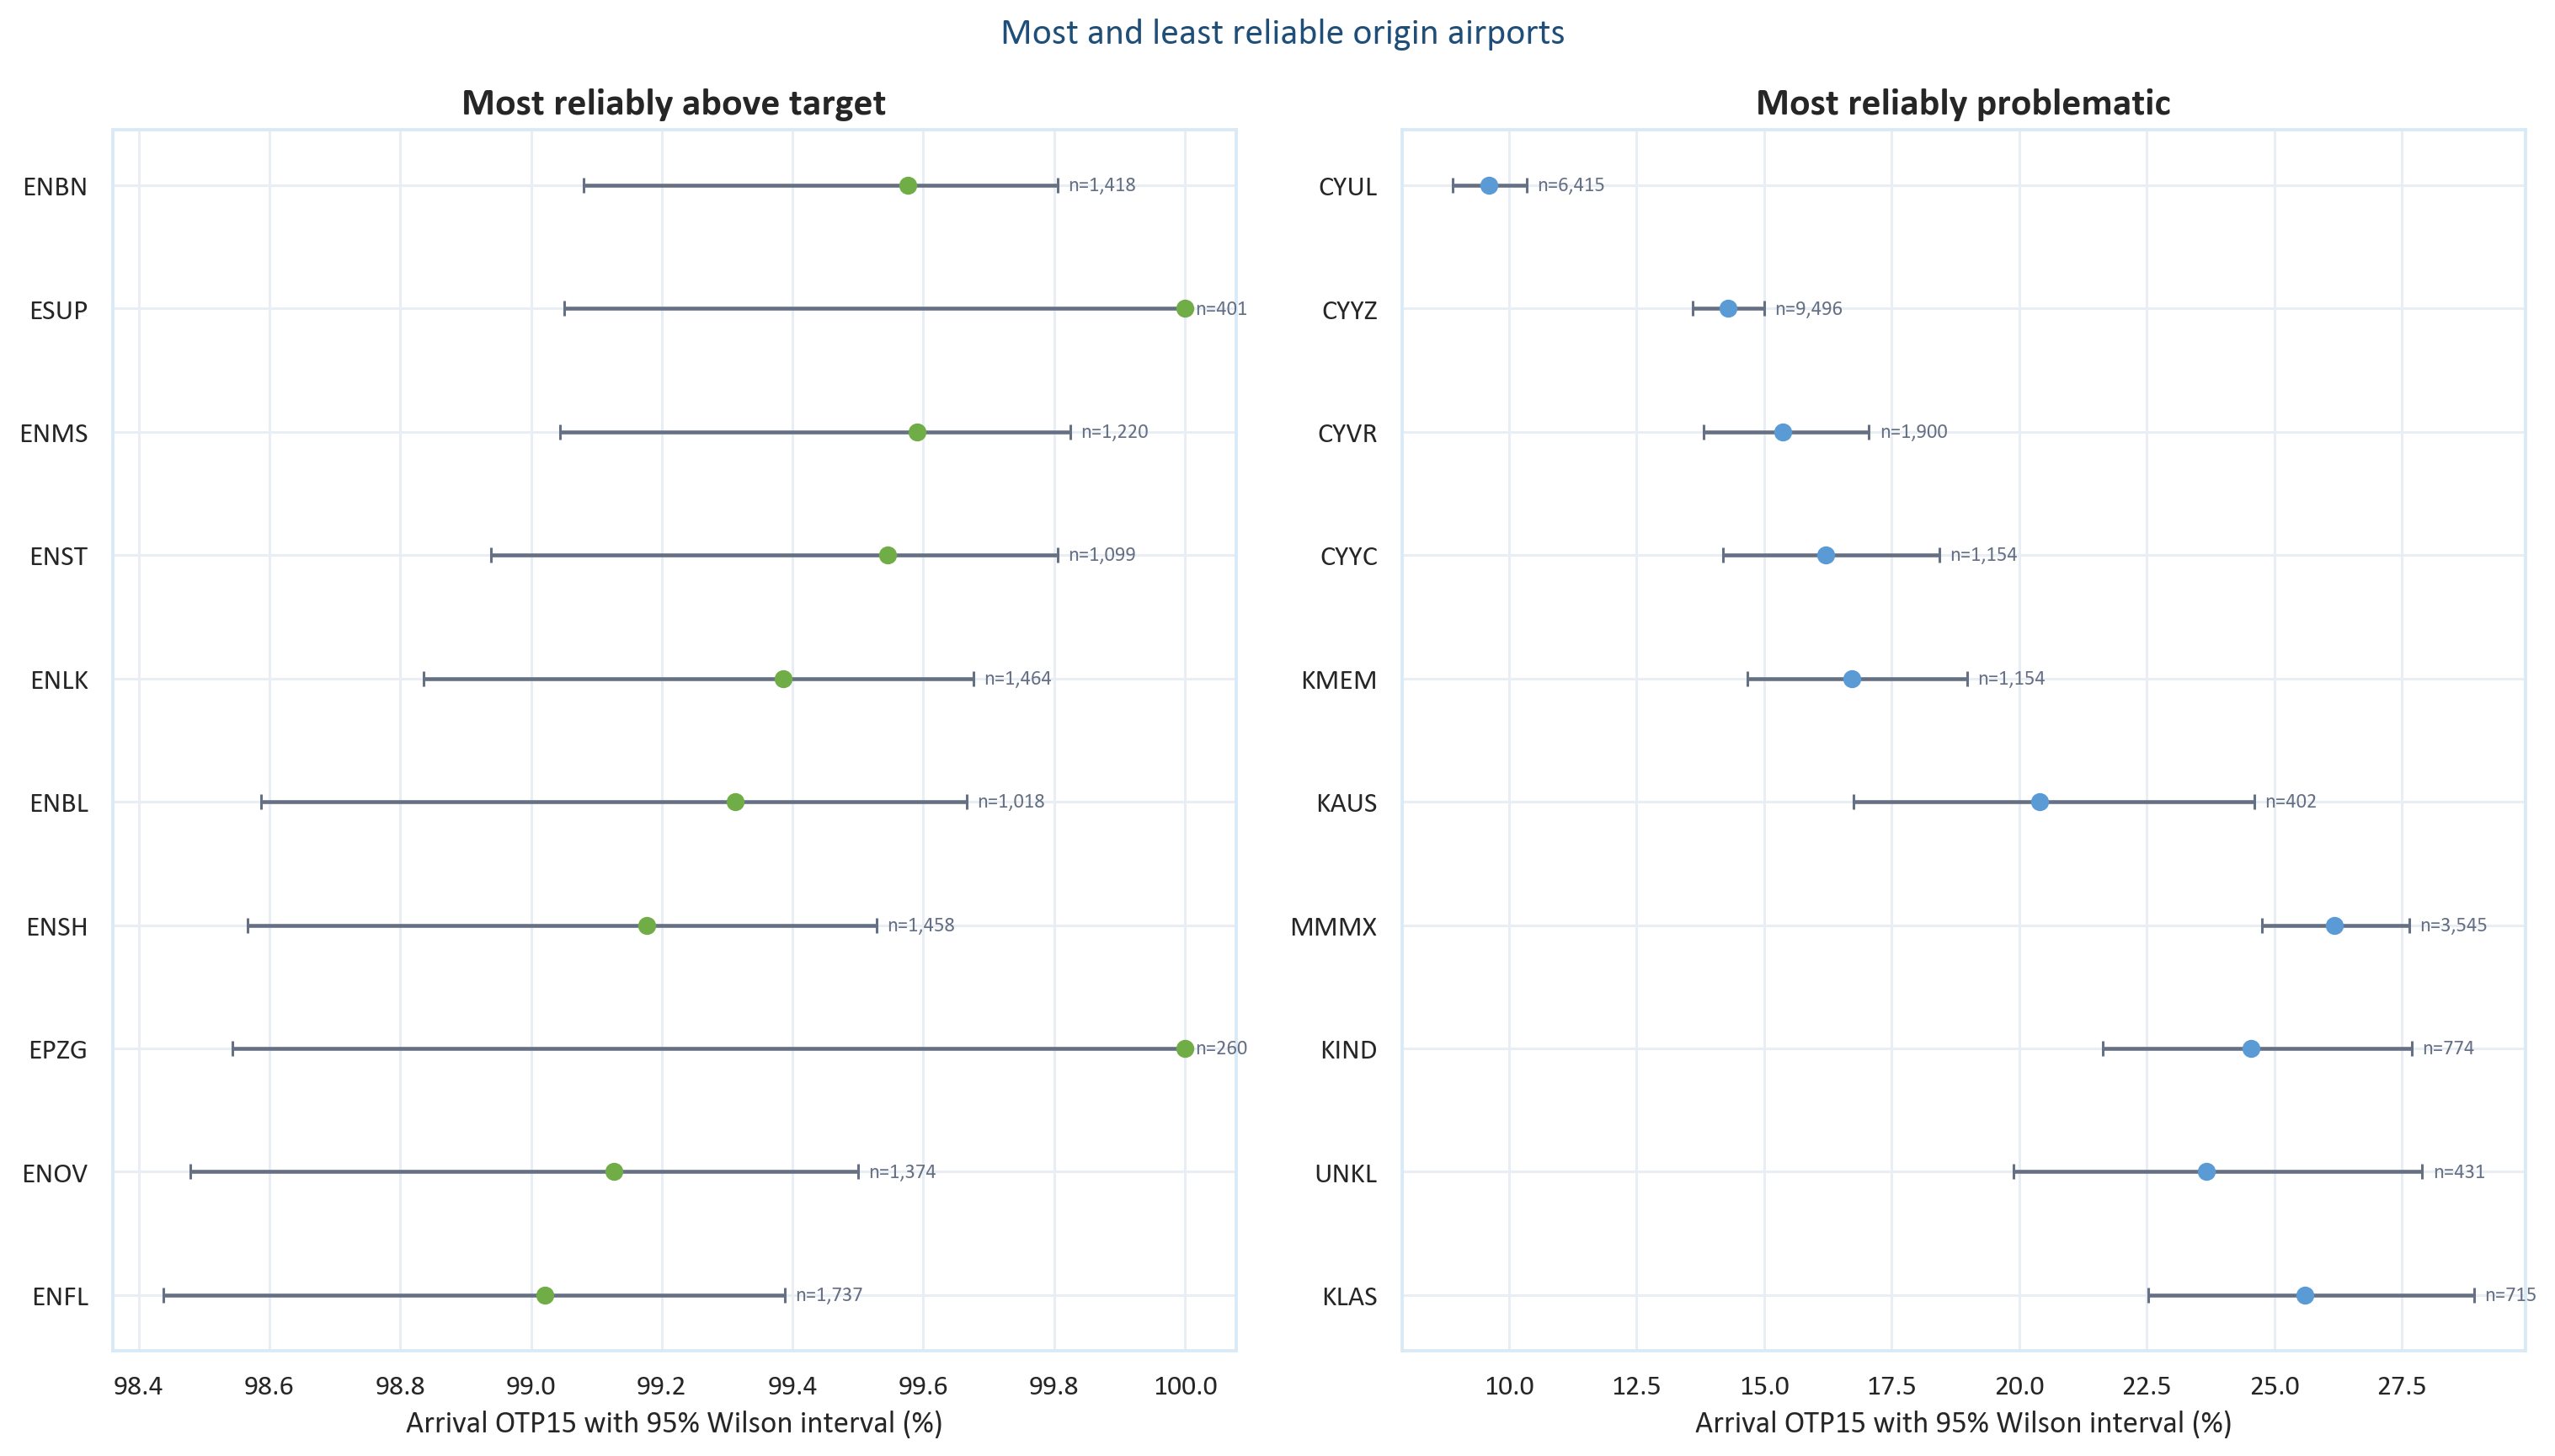 Most and least reliable origin airports
Most reliably above target
ENBN
n=1,418
ESUP
n=401
ENMS
n=1,220
ENST
n=1,099
ENLK
n=1,464
ENBL
n=1,018
ENSH
n=1,458
EPZG
n=260
ENOV
n=1,374
ENFL
n=1,737
98.4 98.6 98.8 99.0 99.2 99.4 99.6 99.8 100.0
Arrival OTP15 with 95% Wilson interval (%)
Most reliably problematic
CYUL
n=6,415
CYYZ
n=9,496
CYVR
n=1,900
CYYC
n=1,154
KMEM
n=1,154
KAUS
n=402
MMMX
n=3,545
KIND
n=774
UNKL
n=431
KLAS
n=715
10.0 12.5 15.0 17.5 20.0 22.5 25.0 27.5
Arrival OTP15 with 95% Wilson interval (%)